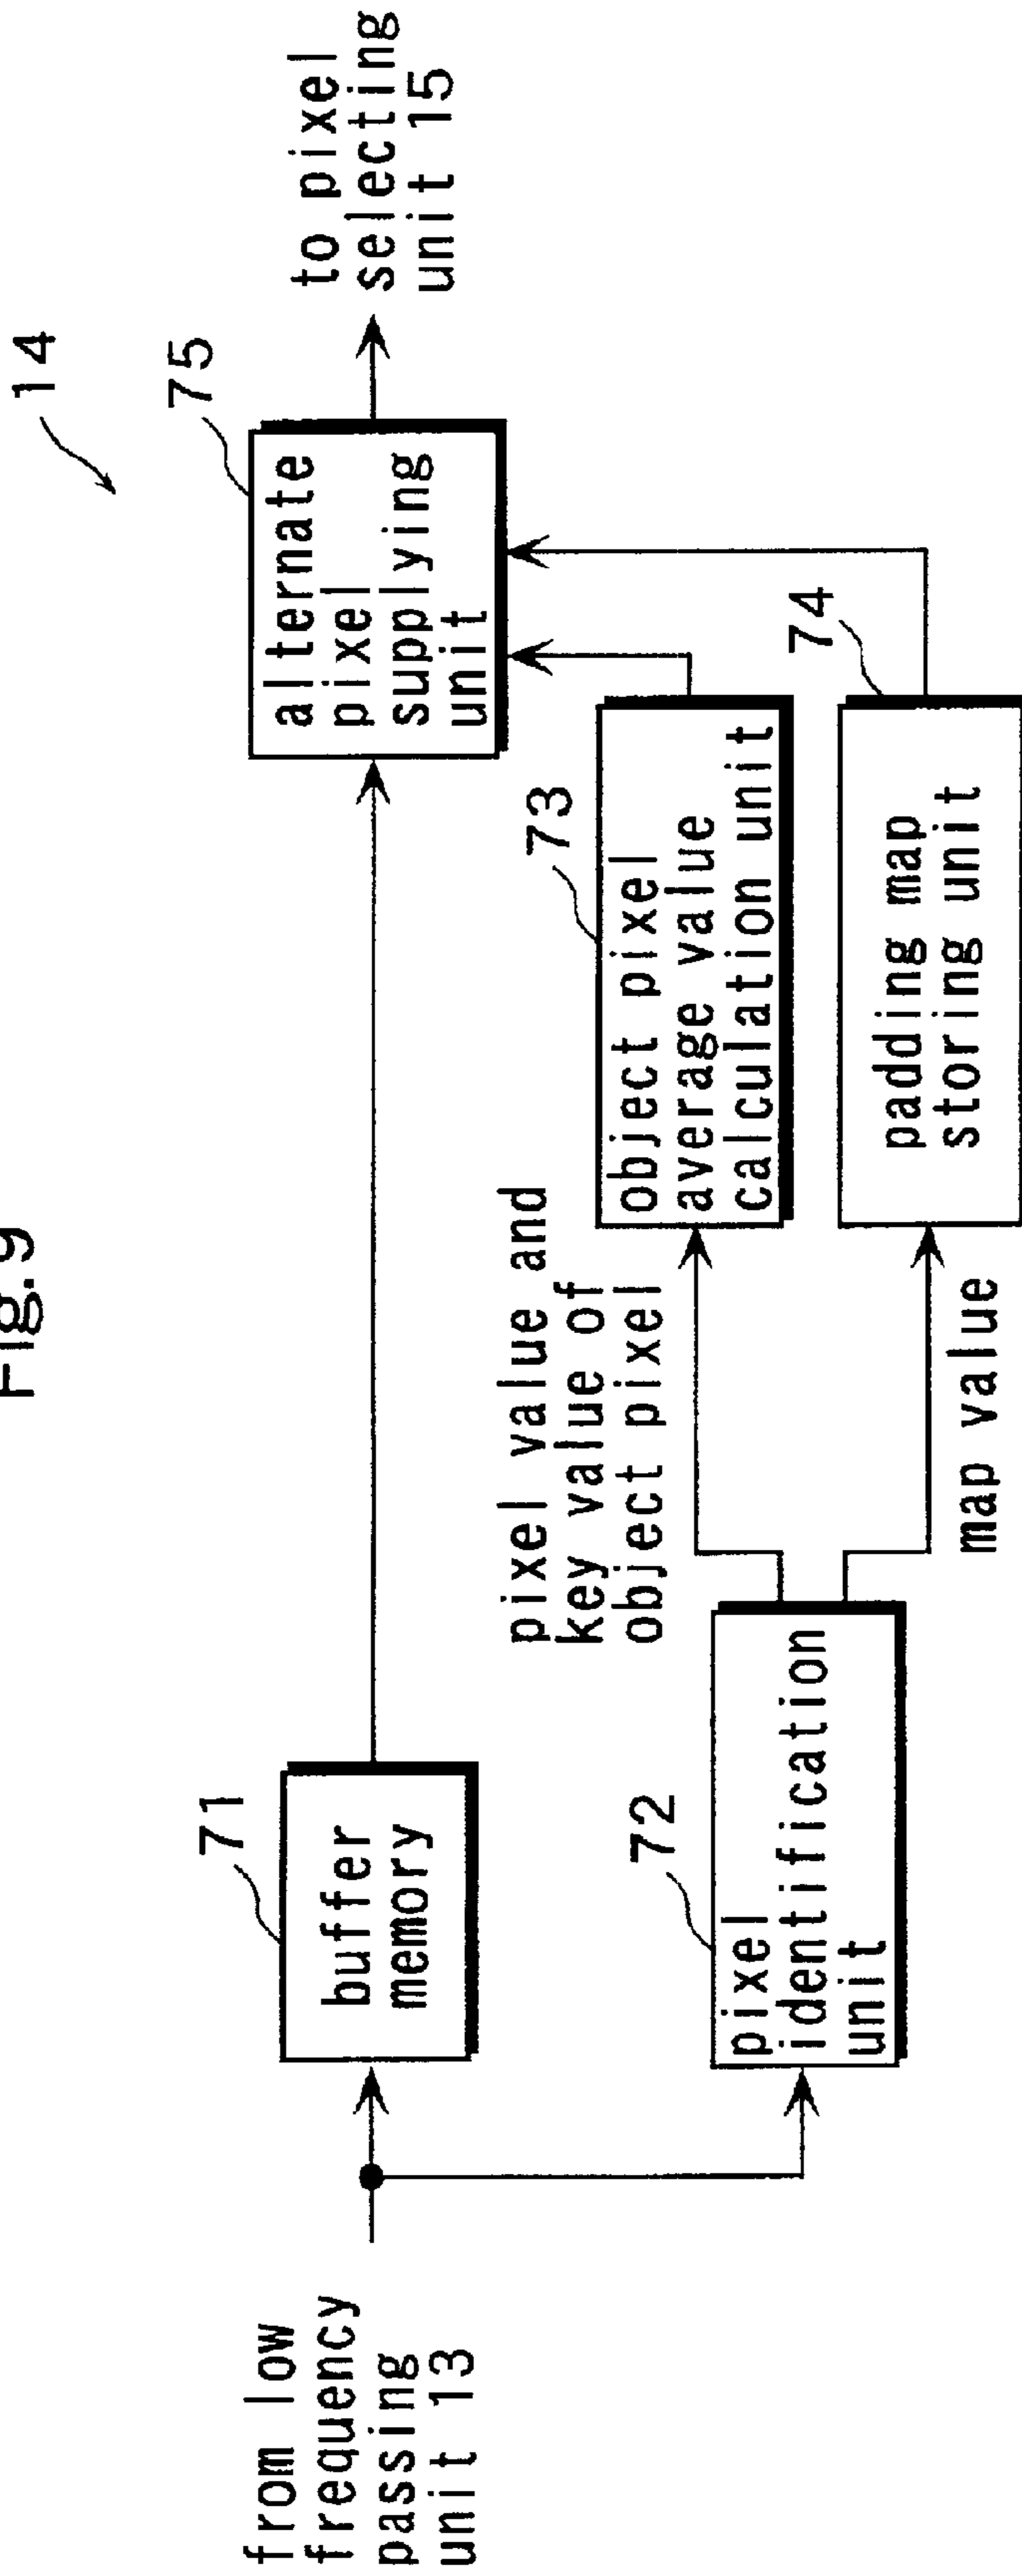 Fig.9
14
from low
frequency
passing
unit 13
71
buffer
memory
75
alternate
pixel
supplying
unit
to pixel
selecting
unit 15
72
pixel
identification
unit
pixel value and
key value of
object pixel
73
object pixel
average value
calculation unit
map value
74
padding map
storing unit